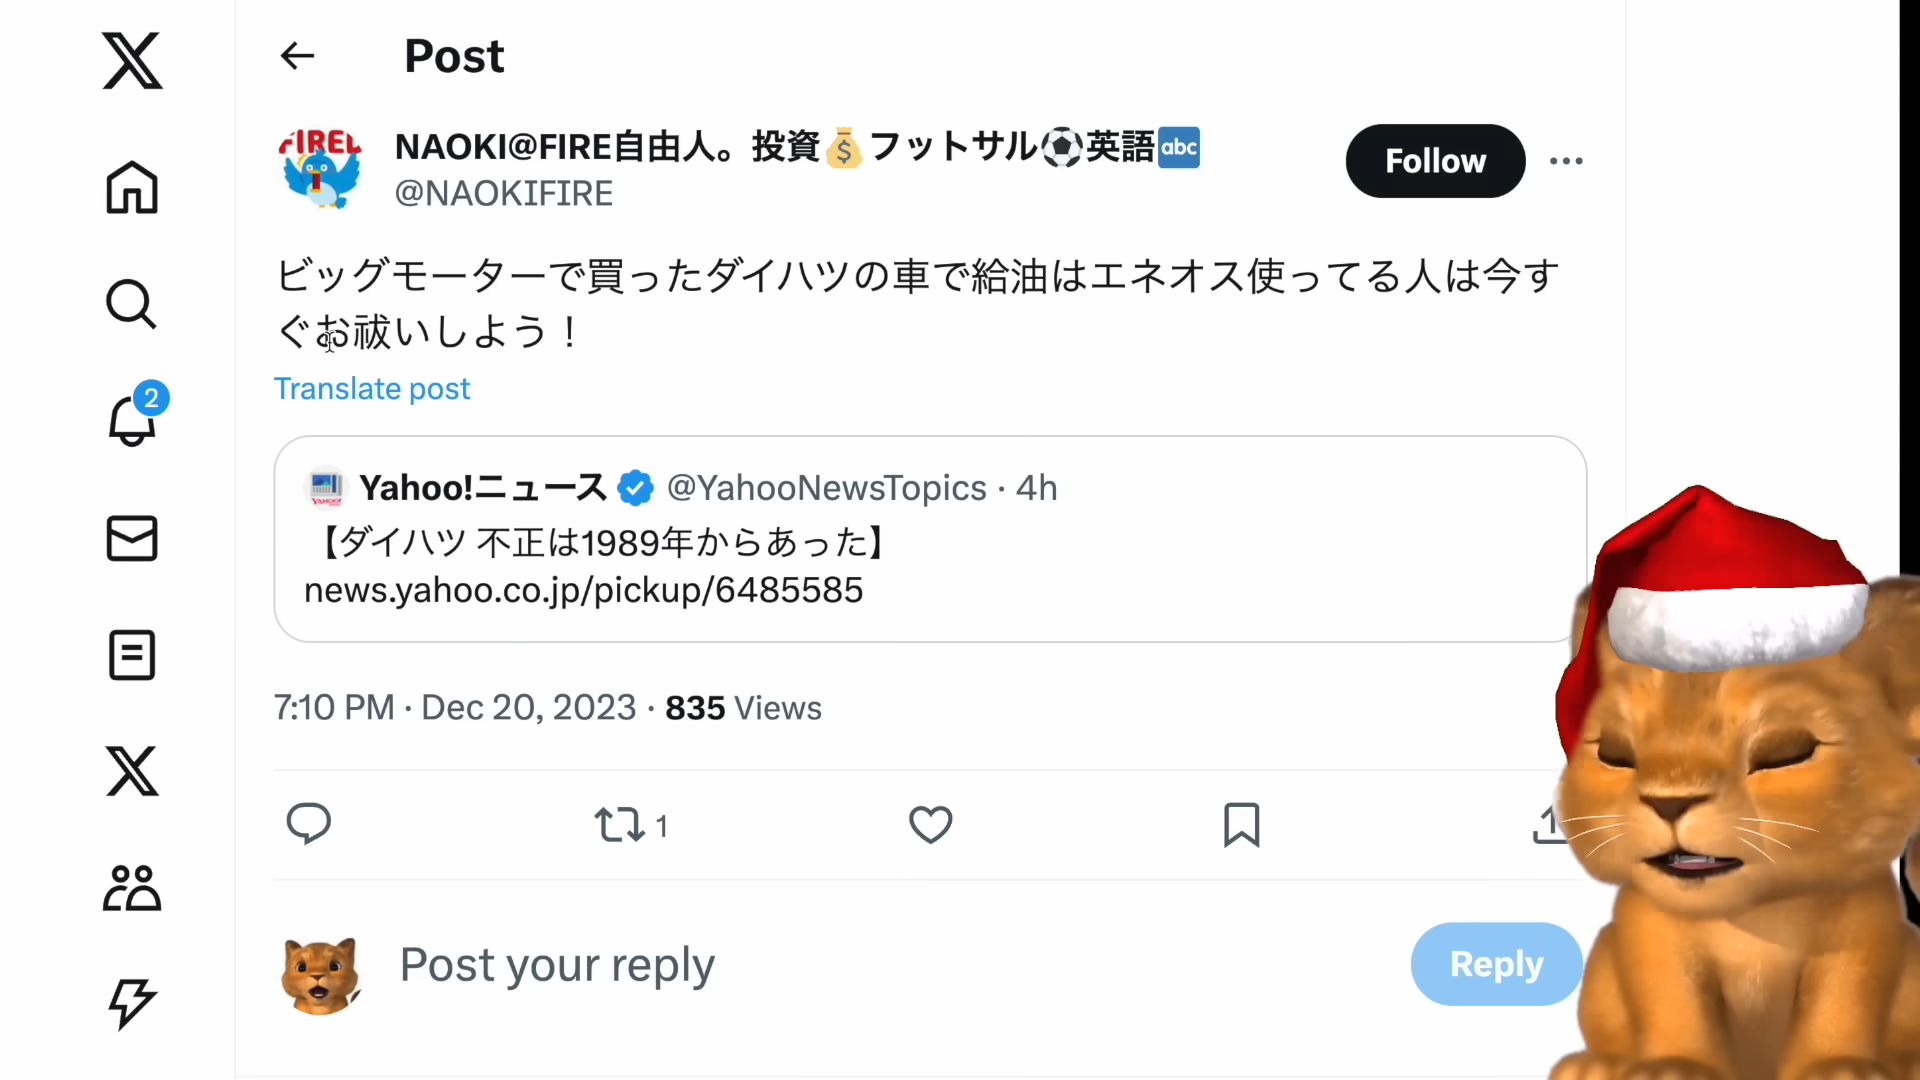 Post
NAOKI@FIRE自由人。投資💰フットサル⚽英語🔤
@NAOKIFIRE
Follow
ビッグモーターで買ったダイハツの車で給油はエネオス使ってる人は今す
ぐお祓いしよう！
Translate post
Yahoo!ニュース @YahooNewsTopics · 4h
【ダイハツ 不正は1989年からあった】
news.yahoo.co.jp/pickup/6485585
7:10 PM · Dec 20, 2023 · 835 Views
1
Post your reply
Reply
2
FIRE